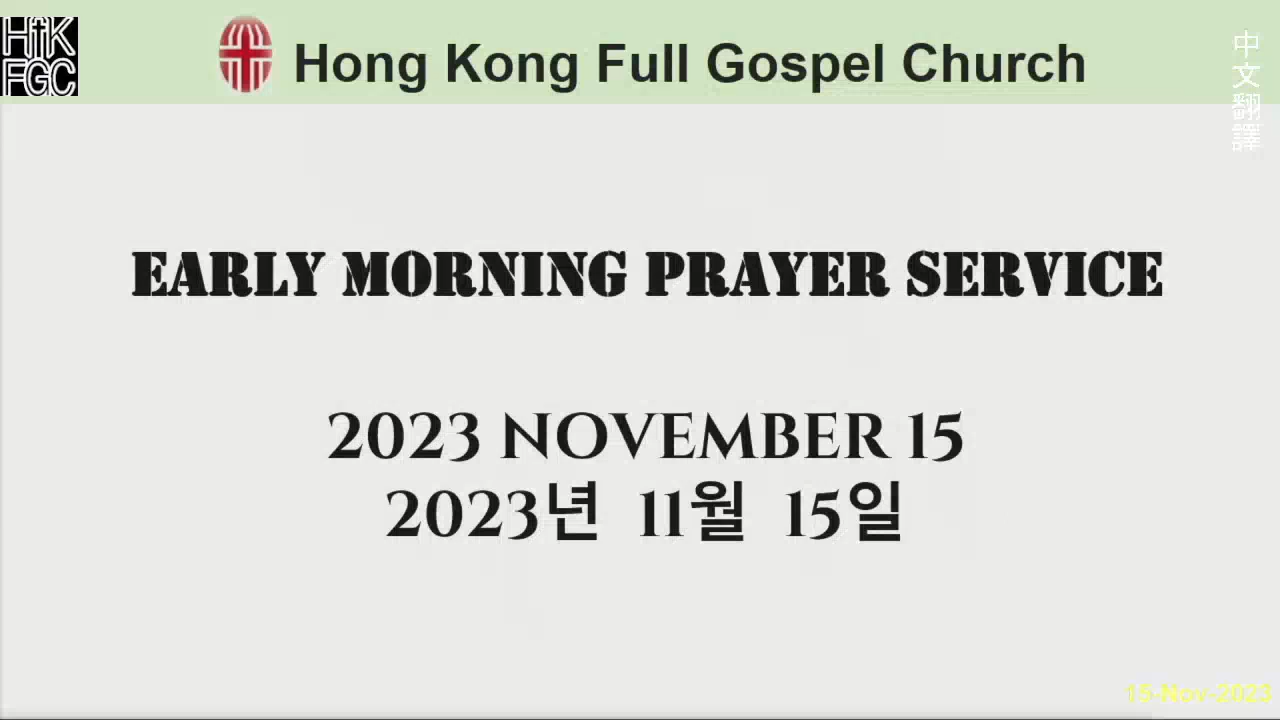 HfK
FGC
Hong Kong Full Gospel Church
中文翻譯
EARLY MORNING PRAYER SERVICE
2023 NOVEMBER 15
2023년 11월 15일
15-Nov-2023